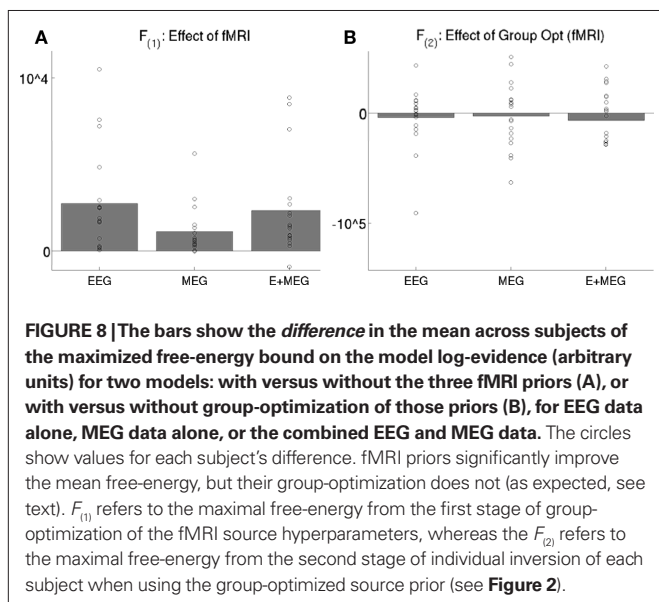 A
F(1): Effect of fMRI
10^4
0
EEG
MEG
E+MEG
B
F(2): Effect of Group Opt (fMRI)
0
-10^5
EEG
MEG
E+MEG
FIGURE 8 | The bars show the difference in the mean across subjects of
the maximized free-energy bound on the model log-evidence (arbitrary
units) for two models: with versus without the three fMRI priors (A), or
with versus without group-optimization of those priors (B), for EEG data
alone, MEG data alone, or the combined EEG and MEG data. The circles
show values for each subject's difference. fMRI priors significantly improve
the mean free-energy, but their group-optimization does not (as expected, see
text). F(1) refers to the maximal free-energy from the first stage of group-
optimization of the fMRI source hyperparameters, whereas the F(2) refers to
the maximal free-energy from the second stage of individual inversion of each
subject when using the group-optimized source prior (see Figure 2).